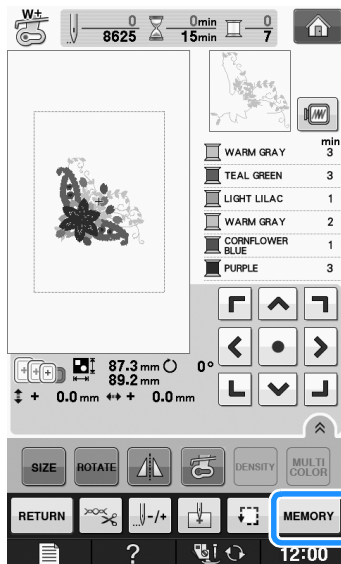 W+
0
8625
0min
15min
0
7
min
WARM GRAY 3
TEAL GREEN 3
LIGHT LILAC 1
WARM GRAY 2
CORNFLOWER
BLUE 1
PURPLE 3
87.3 mm 0°
89.2 mm
+ 0.0 mm + 0.0 mm
SIZE ROTATE DENSITY MULTI
COLOR
RETURN -/+ MEMORY
? 12:00